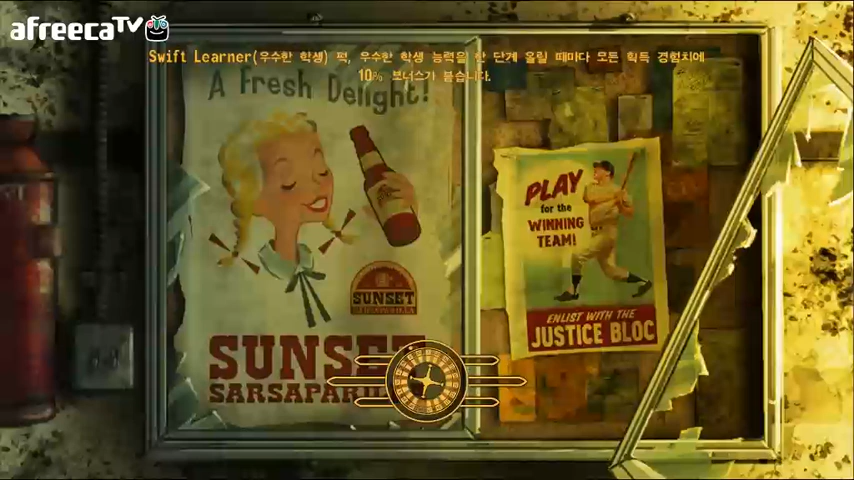 afreecaTV
Swift Learner(우수한 학생) 퍽, 우수한 학생 능력을 한 단계 올릴 때마다 모든 획득 경험치에
10% 보너스가 붙습니다.
A Fresh Delight!
SUNSET
SUNSET
SARSAPARILLA
PLAY
for the
WINNING
TEAM!
ENLIST WITH THE
JUSTICE BLOC